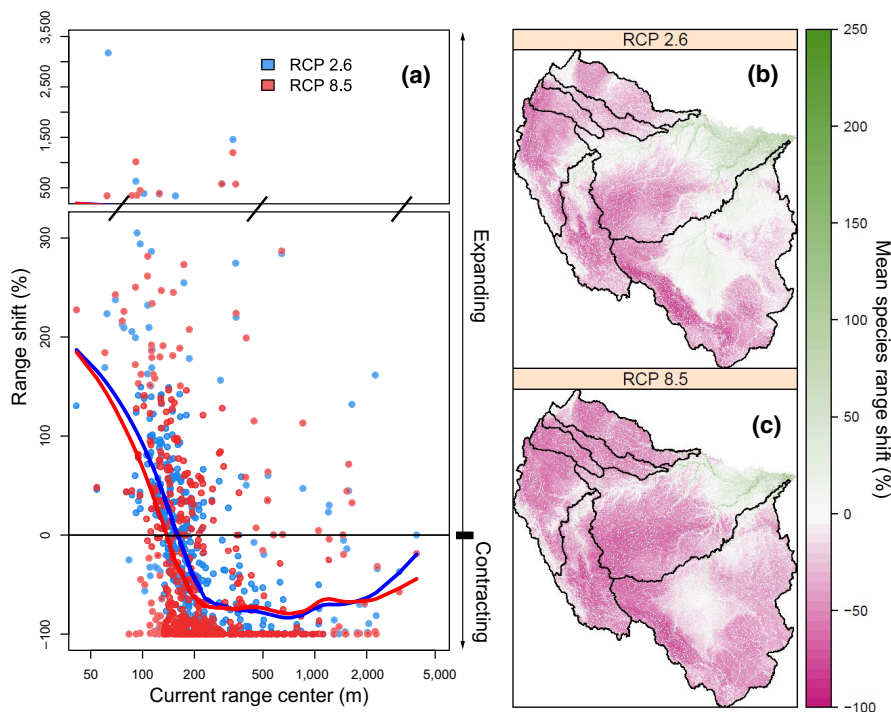 (a)
RCP 2.6
RCP 8.5
3,500
2,500
1,500
500
300
200
100
0
−100
Range shift (%)
50
100
200
500
1,000
2,000
5,000
Current range center (m)
Expanding
Contracting
RCP 2.6
(b)
RCP 8.5
(c)
250
200
150
100
50
0
−50
−100
Mean species range shift (%)